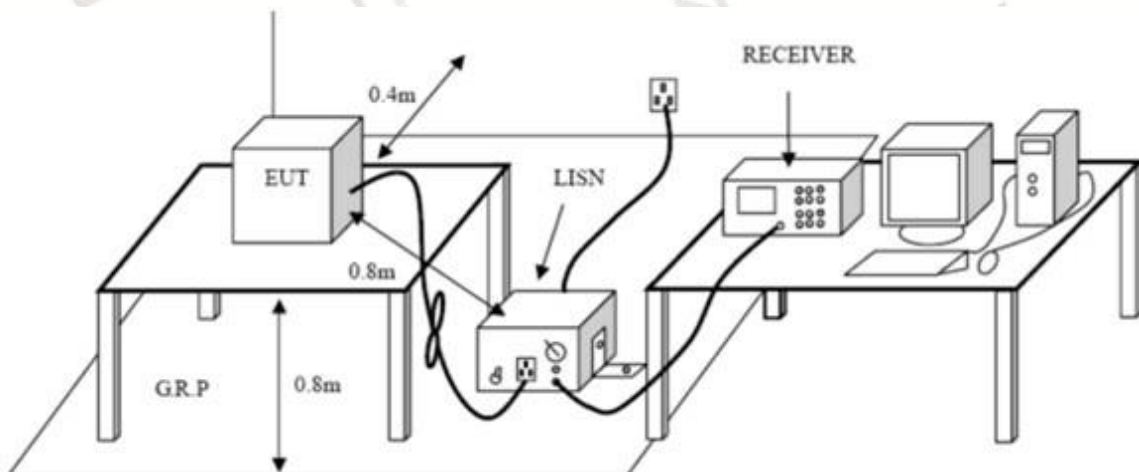 RECEIVER
0.4m
EUT
LISN
0.8m
G.R.P
0.8m